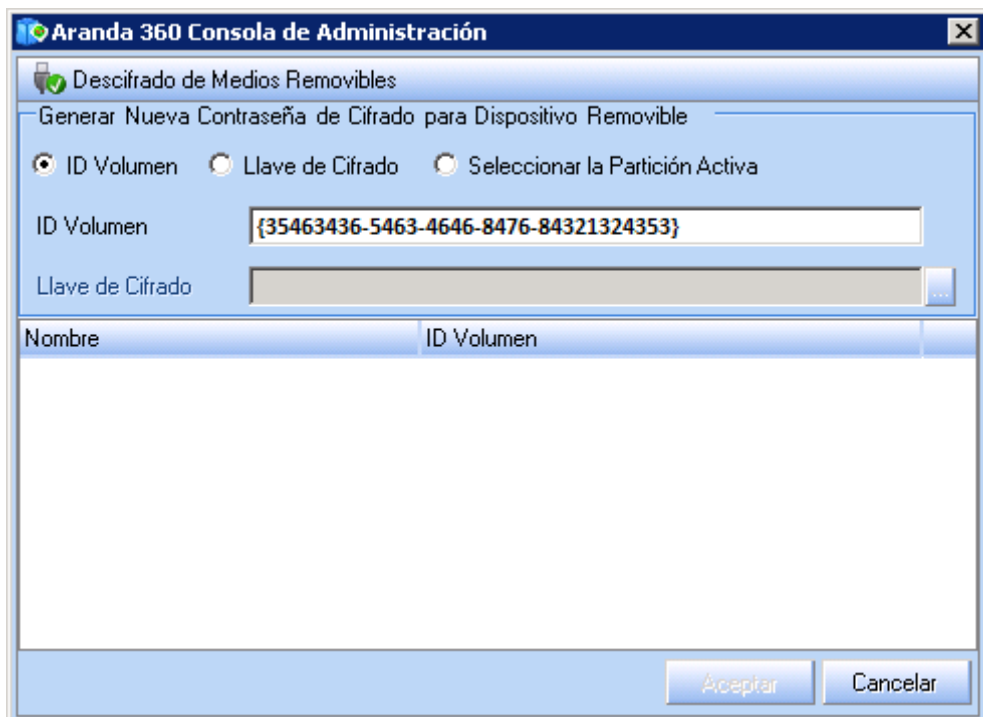 Aranda 360 Consola de Administración
Descifrado de Medios Removibles
Generar Nueva Contraseña de Cifrado para Dispositivo Removible
ID Volumen Llave de Cifrado Seleccionar la Partición Activa
ID Volumen {35463436-5463-4646-8476-84321324353}
Llave de Cifrado ...
Nombre ID Volumen
Aceptar Cancelar